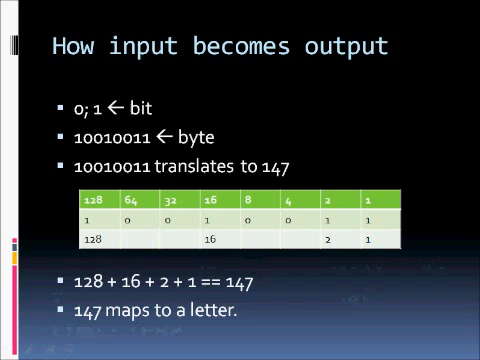 How input becomes output
0; 1 ← bit
10010011 ← byte
10010011 translates to 147
128 64 32 16 8 4 2 1
1 0 0 1 0 0 1 1
128 16 2 1
128 + 16 + 2 + 1 == 147
147 maps to a letter.